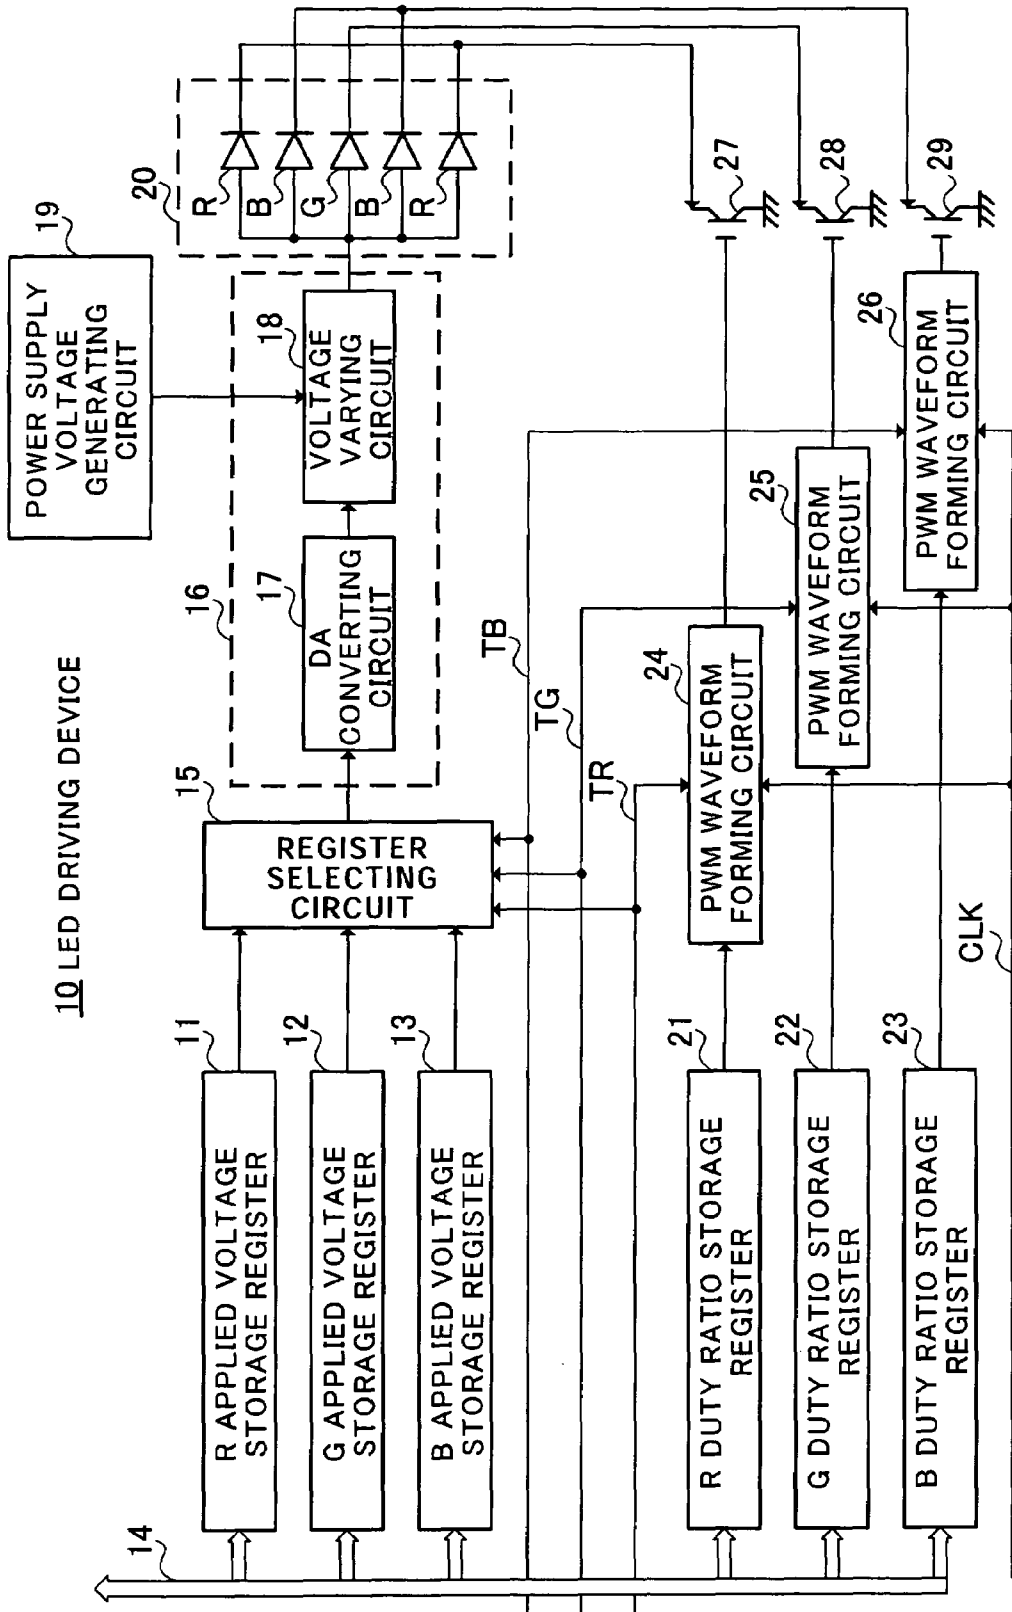 10 LED DRIVING DEVICE
14
R APPLIED VOLTAGE
STORAGE REGISTER
11
G APPLIED VOLTAGE
STORAGE REGISTER
12
B APPLIED VOLTAGE
STORAGE REGISTER
13
REGISTER
SELECTING
CIRCUIT
15
16
DA
CONVERTING
CIRCUIT
17
VOLTAGE
VARYING
CIRCUIT
18
POWER SUPPLY
VOLTAGE
GENERATING
CIRCUIT
19
20
R
B
G
B
R
TB
TG
TR
R DUTY RATIO STORAGE
REGISTER
21
G DUTY RATIO STORAGE
REGISTER
22
B DUTY RATIO STORAGE
REGISTER
23
PWM WAVEFORM
FORMING CIRCUIT
24
PWM WAVEFORM
FORMING CIRCUIT
25
PWM WAVEFORM
FORMING CIRCUIT
26
27
28
29
CLK